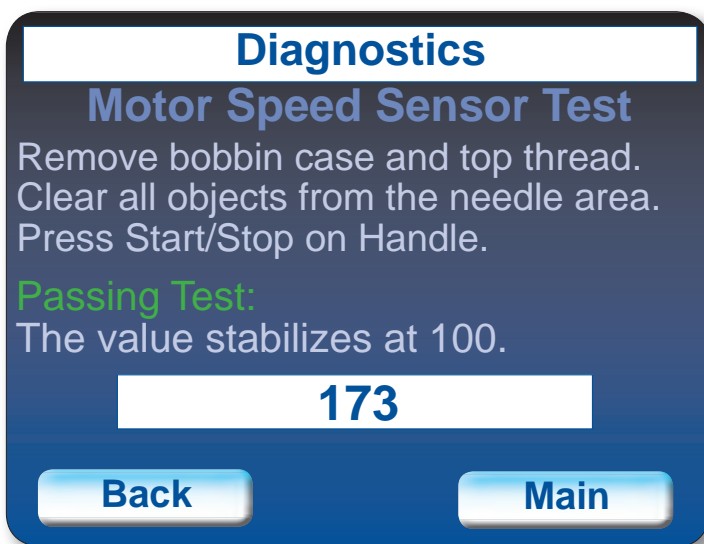 Diagnostics
Motor Speed Sensor Test
Remove bobbin case and top thread.
Clear all objects from the needle area.
Press Start/Stop on Handle.
Passing Test:
The value stabilizes at 100.
173
Back
Main